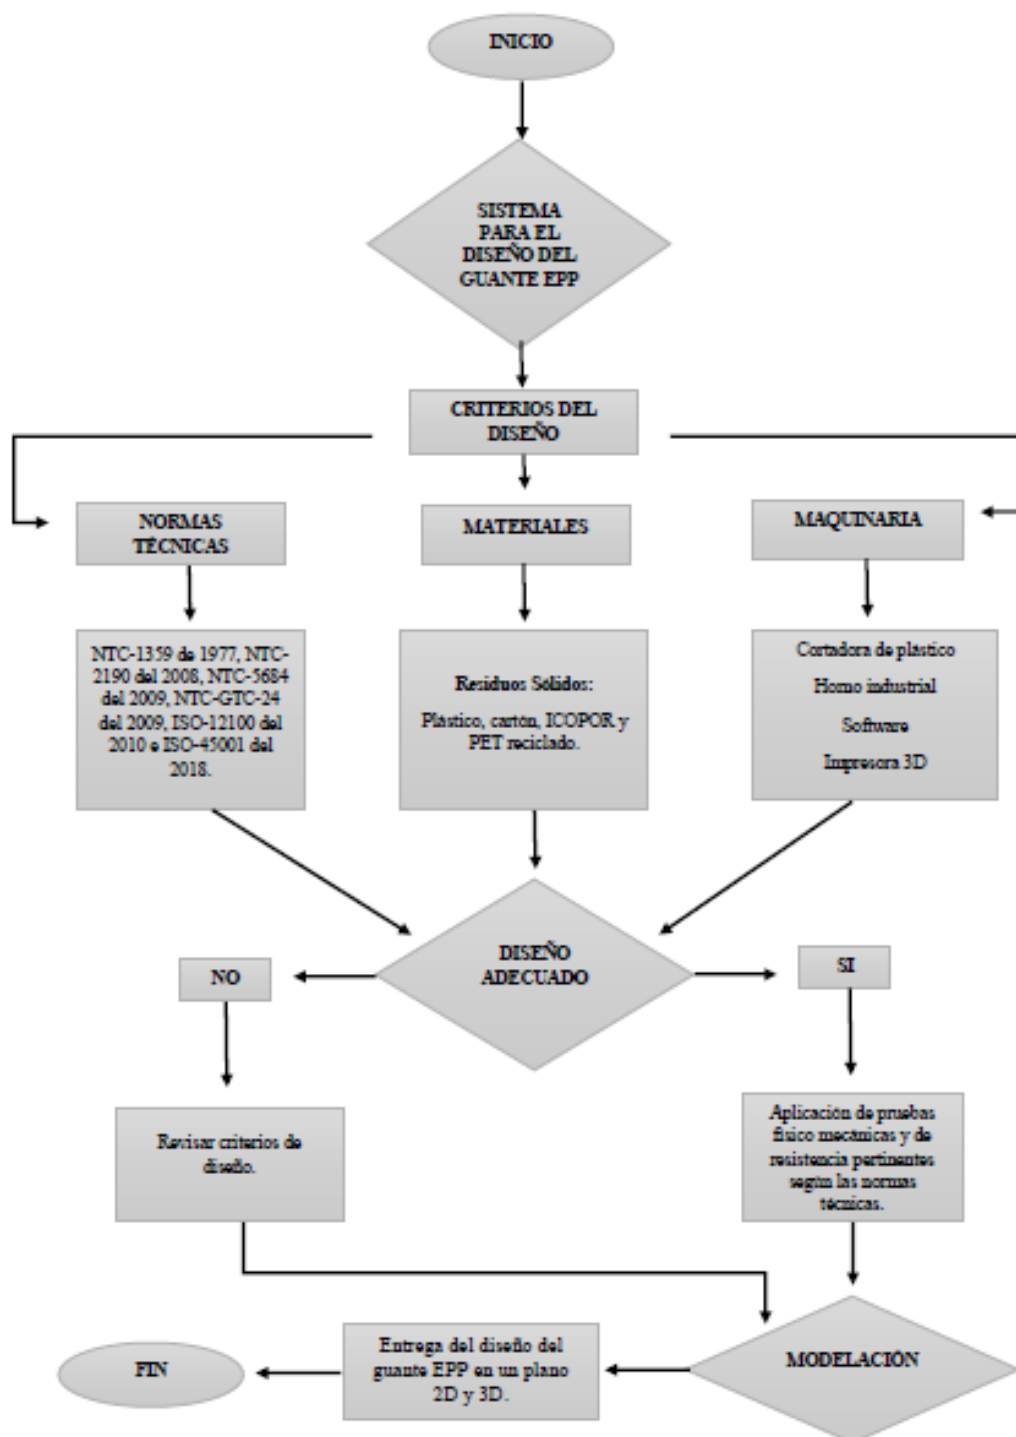 INICIO
SISTEMA
PARA EL
DISEÑO DEL
GUANTE EPP
CRITERIOS DEL
DISEÑO
NORMAS
TÉCNICAS
MATERIALES
MAQUINARIA
NTC-1359 de 1977, NTC-
2190 del 2008, NTC-5684
del 2009, NTC-GTC-24
del 2009, ISO-12100 del
2010 e ISO-45001 del
2018.
Residuos Sólidos:
Plástico, cartón, ICOPOR y
PET reciclado.
Cortadora de plástico
Horno industrial
Software
Impresora 3D
DISEÑO
ADECUADO
NO
SI
Revisar criterios de
diseño.
Aplicación de pruebas
físico mecánicas y de
resistencia pertinentes
según las normas
técnicas.
MODELACIÓN
Entrega del diseño del
guante EPP en un plano
2D y 3D.
FIN